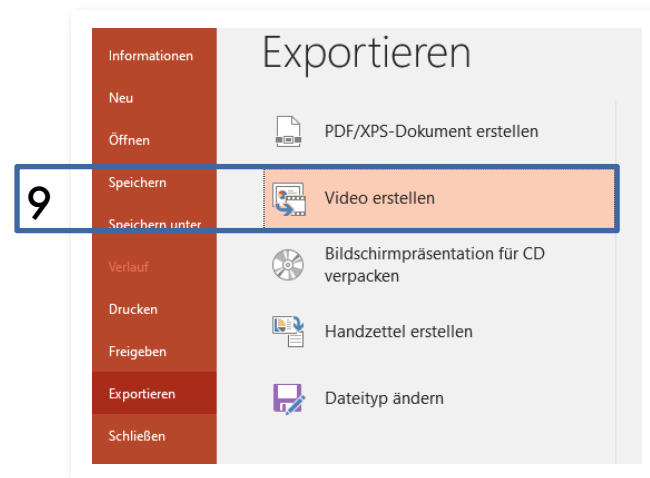 Informationen
Neu
Öffnen
Speichern
Speichern unter
Verlauf
Drucken
Freigeben
Exportieren
Schließen
Exportieren
PDF/XPS-Dokument erstellen
9
Video erstellen
Bildschirmpräsentation für CD
verpacken
Handzettel erstellen
Dateityp ändern